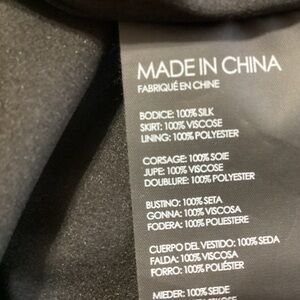 MADE IN CHINA
FABRIQUÉ EN CHINE
BODICE: 100% SILK
SKIRT: 100% VISCOSE
LINING: 100% POLYESTER
CORSAGE: 100% SOIE
JUPE: 100% VISCOSE
DOUBLURE: 100% POLYESTER
BUSTINO: 100% SETA
GONNA: 100% VISCOSA
FODERA: 100% POLIESTERE
CUERPO DEL VESTIDO: 100% SEDA
FALDA: 100% VISCOSA
FORRO: 100% POLIÉSTER
MIEDER: 100% SEIDE